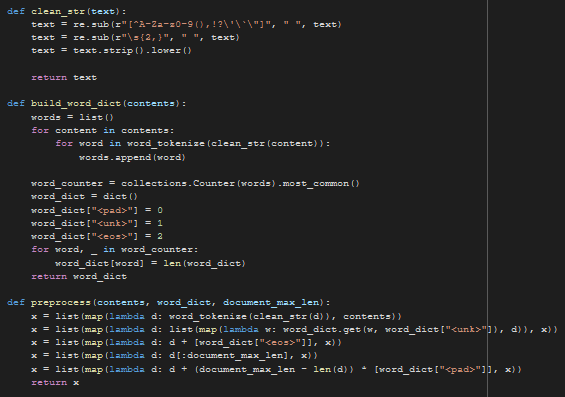 def clean_str(text):
    text = re.sub(r"[^A-Za-z0-9(),!?\'\`\"]", " ", text)
    text = re.sub(r"\s{2,}", " ", text)
    text = text.strip().lower()

    return text

def build_word_dict(contents):
    words = list()
    for content in contents:
        for word in word_tokenize(clean_str(content)):
            words.append(word)

    word_counter = collections.Counter(words).most_common()
    word_dict = dict()
    word_dict["<pad>"] = 0
    word_dict["<unk>"] = 1
    word_dict["<eos>"] = 2
    for word, _ in word_counter:
        word_dict[word] = len(word_dict)
    return word_dict

def preprocess(contents, word_dict, document_max_len):
    x = list(map(lambda d: word_tokenize(clean_str(d)), contents))
    x = list(map(lambda d: list(map(lambda w: word_dict.get(w, word_dict["<unk>"]), d)), x))
    x = list(map(lambda d: d + [word_dict["<eos>"]], x))
    x = list(map(lambda d: d[:document_max_len], x))
    x = list(map(lambda d: d + (document_max_len - len(d)) * [word_dict["<pad>"]], x))
    return x